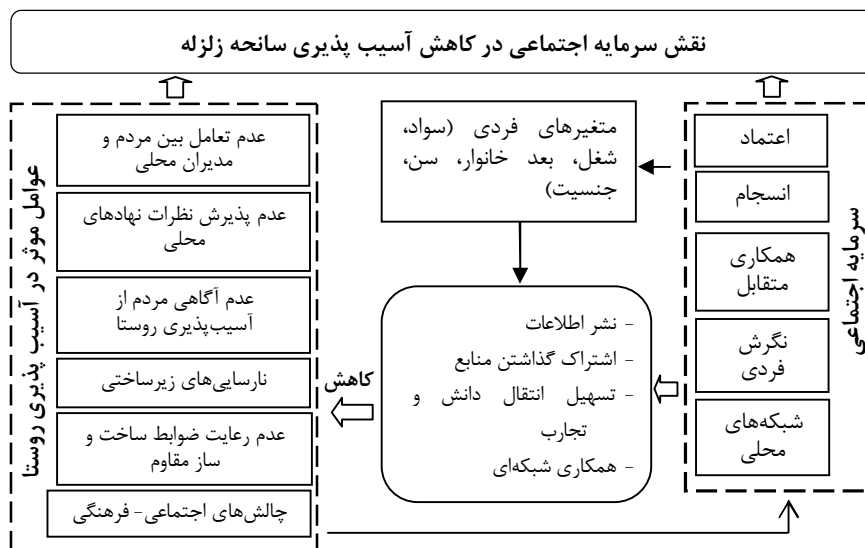 نقش سرمایه اجتماعی در کاهش آسیب پذیری سانحه زلزله
سرمایه اجتماعی
اعتماد
انسجام
همکاری
متقابل
نگرش
فردی
شبکه‌های
محلی
متغیرهای فردی (سواد،
شغل، بعد خانوار، سن،
جنسیت)
- نشر اطلاعات
- اشتراک گذاشتن منابع
- تسهیل انتقال دانش و
تجارب
- همکاری شبکه‌ای
کاهش
عدم تعامل بین مردم و
مدیران محلی
عدم پذیرش نظرات نهادهای
محلی
عدم آگاهی مردم از
آسیب‌پذیری روستا
نارسایی‌های زیرساختی
عدم رعایت ضوابط ساخت و
ساز مقاوم
چالش‌های اجتماعی- فرهنگی
عوامل موثر در آسیب پذیری روستا